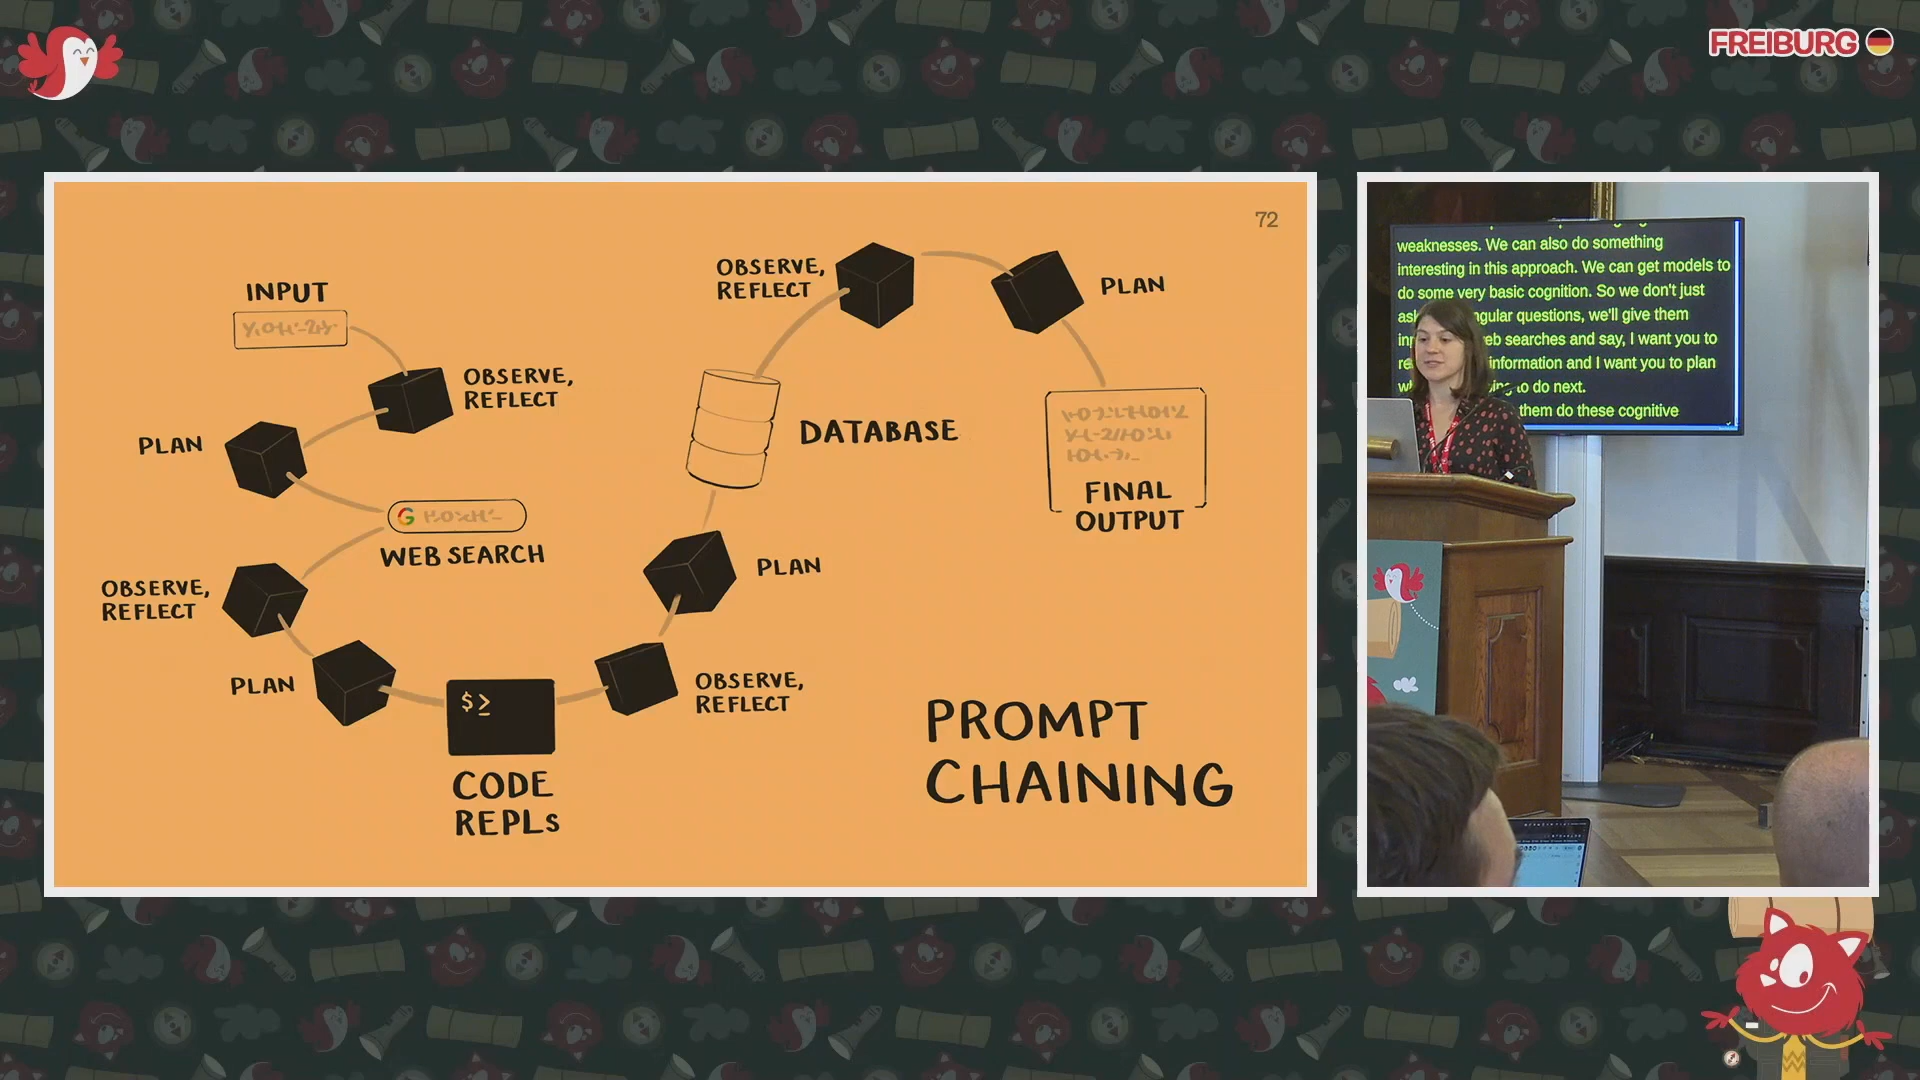 FREIBURG
72
INPUT
OBSERVE,
REFLECT
PLAN
WEB SEARCH
OBSERVE,
REFLECT
PLAN
$ >
CODE
REPLs
OBSERVE,
REFLECT
PLAN
DATABASE
OBSERVE,
REFLECT
PLAN
FINAL
OUTPUT
PROMPT
CHAINING
weaknesses. We can also do something
interesting in this approach. We can get models to
do some very basic cognition. So we don't just
singular questions, we'll give them
web searches and say, I want you to
information and I want you to plan
to do next.
them do these cognitive